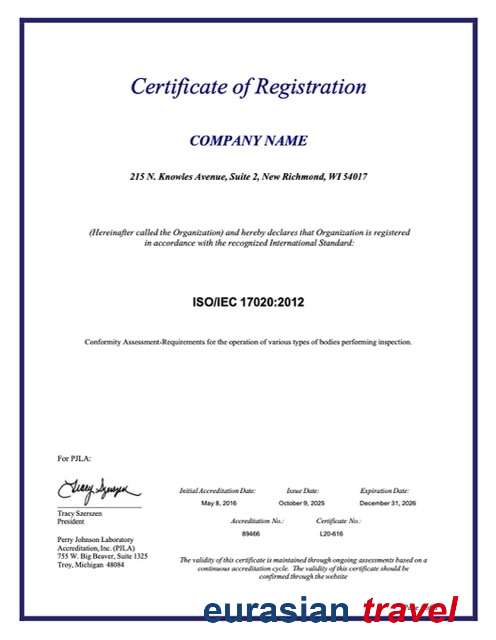 Certificate of Registration
COMPANY NAME
215 N. Knowles Avenue, Suite 2, New Richmond, WI 54017
(Hereinafter called the Organization) and hereby declares that Organization is registered
in accordance with the recognized International Standard:
ISO/IEC 17020:2012
Conformity Assessment-Requirements for the operation of various types of bodies performing inspection.
For PJLA:
Tracy Szerszen
Tracy Szerszen
President
Initial Accreditation Date: Issue Date: Expiration Date:
May 8, 2016 October 9, 2025 December 31, 2026
Accreditation No.: Certificate No.:
89466 L20-616
Perry Johnson Laboratory
Accreditation, Inc. (PJLA)
755 W. Big Beaver, Suite 1325
Troy, Michigan 48084
The validity of this certificate is maintained through ongoing assessments based on a
continuous accreditation cycle. The validity of this certificate should be
confirmed through the website
eurasian travel